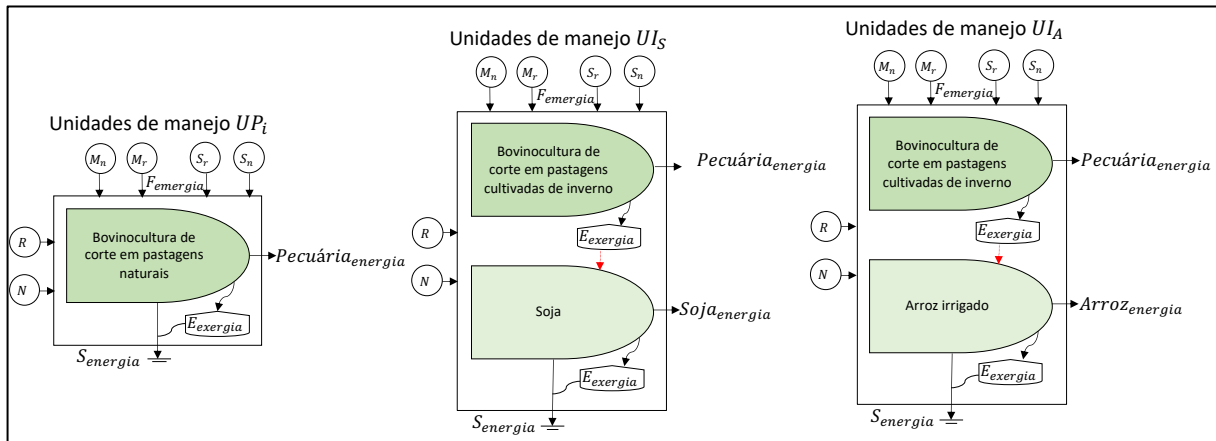 Unidades de manejo UP_i
M_n M_r S_r S_n
F_emergia
R
N
Bovinocultura de
corte em pastagens
naturais
Pecuária_energia
E_exergia
S_energia
Unidades de manejo UI_S
M_n M_r S_r S_n
F_emergia
Bovinocultura de
corte em pastagens
cultivadas de inverno
Pecuária_energia
E_exergia
R
N
Soja
Soja_energia
E_exergia
S_energia
Unidades de manejo UI_A
M_n M_r S_r S_n
F_emergia
Bovinocultura de
corte em pastagens
cultivadas de inverno
Pecuária_energia
E_exergia
R
N
Arroz irrigado
Arroz_energia
E_exergia
S_energia